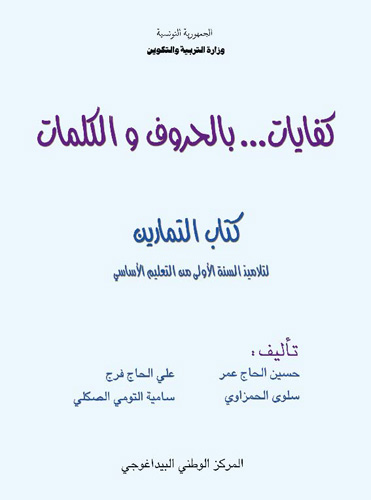 الجمهورية التونسية
وزارة التربية والتكوين
كفايات... بالحروف و الكلمات
كتاب التمارين
لتلاميذ السنة الأولى من التعليم الأساسي
تأليف :
حسين الحاج عمر علي الحاج فرج
سلوى الحمزاوي سامية التومي الصكلي
المركز الوطني البيداغوجي